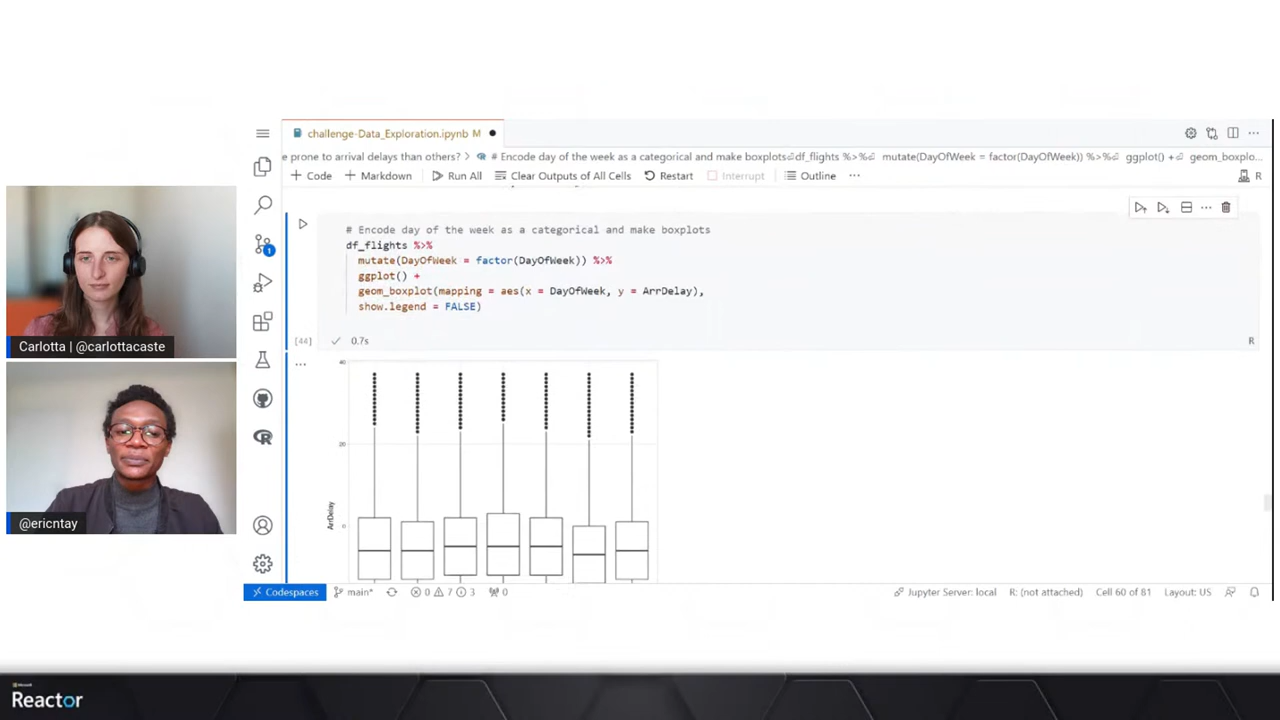 challenge-Data_Exploration.ipynb M
e prone to arrival delays than others? > # Encode day of the week as a categorical and make boxplots⏎df_flights %>%⏎ mutate(DayOfWeek = factor(DayOfWeek)) %>%⏎ ggplot() +⏎ geom_boxplo...
+ Code + Markdown Run All Clear Outputs of All Cells Restart Interrupt Outline ... R
# Encode day of the week as a categorical and make boxplots
df_flights %>%
mutate(DayOfWeek = factor(DayOfWeek)) %>%
ggplot() +
geom_boxplot(mapping = aes(x = DayOfWeek, y = ArrDelay),
show.legend = FALSE)
[44] 0.7s R
40
20
0
ArrDelay
1
Carlotta | @carlottacaste
@ericntay
Codespaces main* 0 7 3 0 Jupyter Server: local R: (not attached) Cell 60 of 81 Layout: US
Microsoft
Reactor